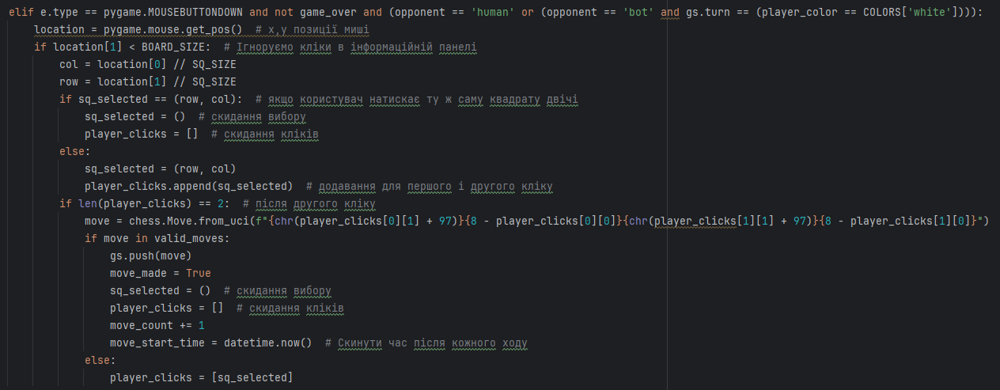 elif e.type == pygame.MOUSEBUTTONDOWN and not game_over and (opponent == 'human' or (opponent == 'bot' and gs.turn == (player_color == COLORS['white']))):
    location = pygame.mouse.get_pos()  # x,y позиції миші
    if location[1] < BOARD_SIZE:  # Ігноруємо кліки в інформаційній панелі
        col = location[0] // SQ_SIZE
        row = location[1] // SQ_SIZE
        if sq_selected == (row, col):  # якщо користувач натискає ту ж саму квадрату двічі
            sq_selected = ()  # скидання вибору
            player_clicks = []  # скидання кліків
        else:
            sq_selected = (row, col)
            player_clicks.append(sq_selected)  # додавання для першого і другого кліку
        if len(player_clicks) == 2:  # після другого кліку
            move = chess.Move.from_uci(f"{chr(player_clicks[0][1] + 97)}{8 - player_clicks[0][0]}{chr(player_clicks[1][1] + 97)}{8 - player_clicks[1][0]}")
            if move in valid_moves:
                gs.push(move)
                move_made = True
                sq_selected = ()  # скидання вибору
                player_clicks = []  # скидання кліків
                move_count += 1
                move_start_time = datetime.now()  # Скинути час після кожного ходу
            else:
                player_clicks = [sq_selected]